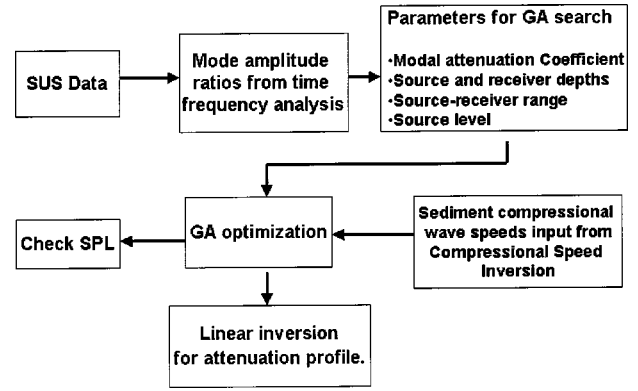 SUS Data
Mode amplitude
ratios from time
frequency analysis
Parameters for GA search
·Modal attenuation Coefficient
·Source and receiver depths
·Source-receiver range
·Source level
Check SPL
GA optimization
Sediment compressional
wave speeds input from
Compressional Speed
Inversion
Linear inversion
for attenuation profile.